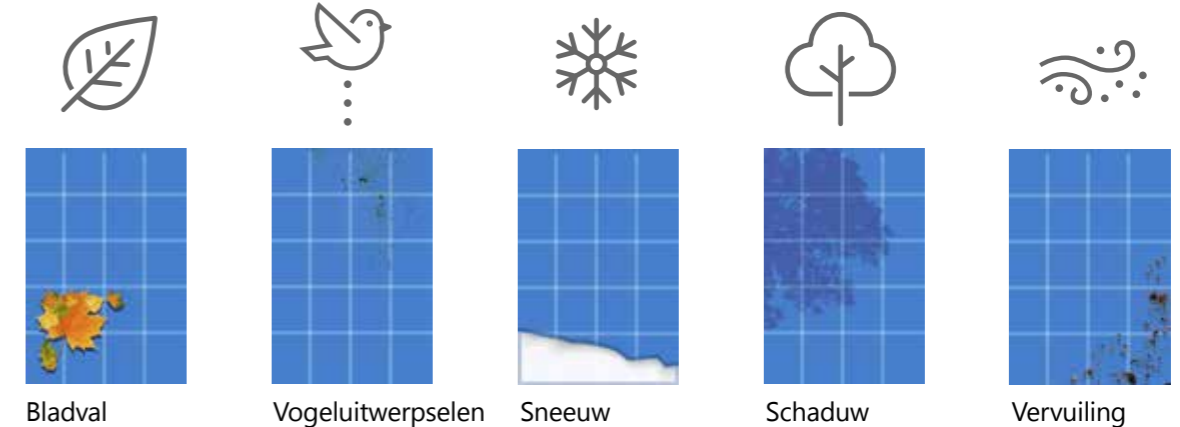 Bladval
Vogeluitwerpselen
Sneeuw
Schaduw
Vervuiling